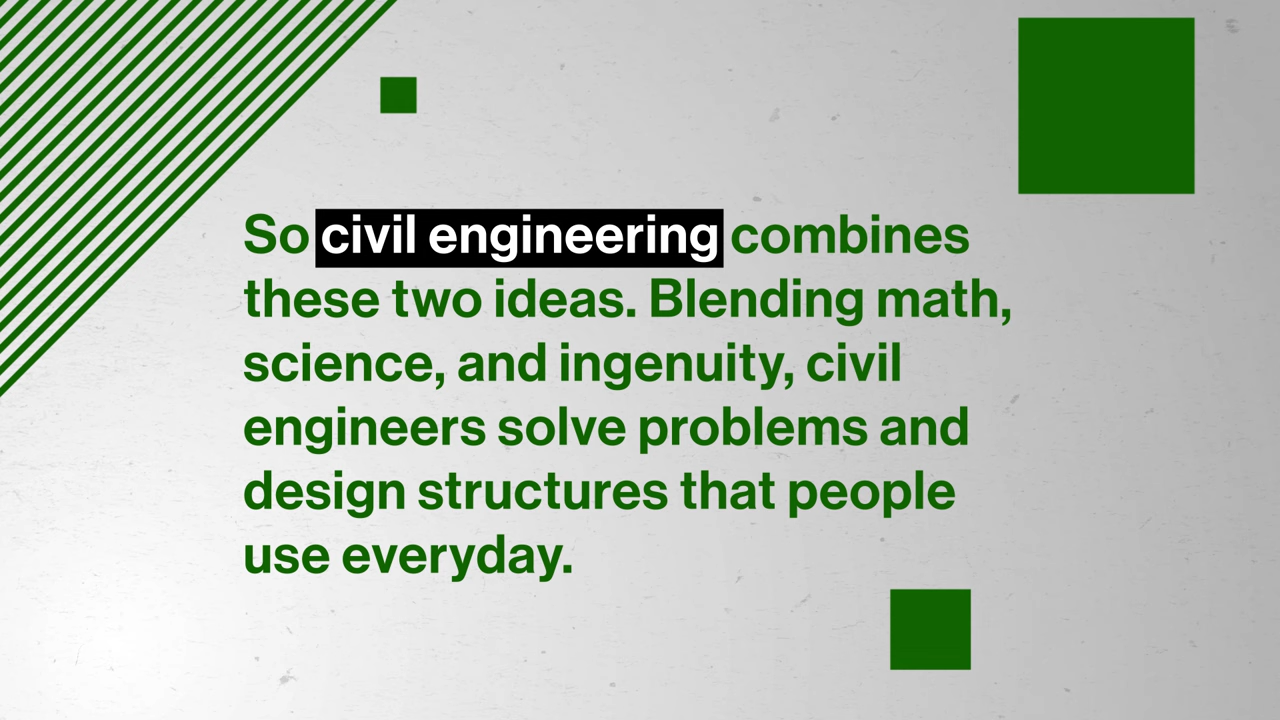 So civil engineering combines
these two ideas. Blending math,
science, and ingenuity, civil
engineers solve problems and
design structures that people
use everyday.